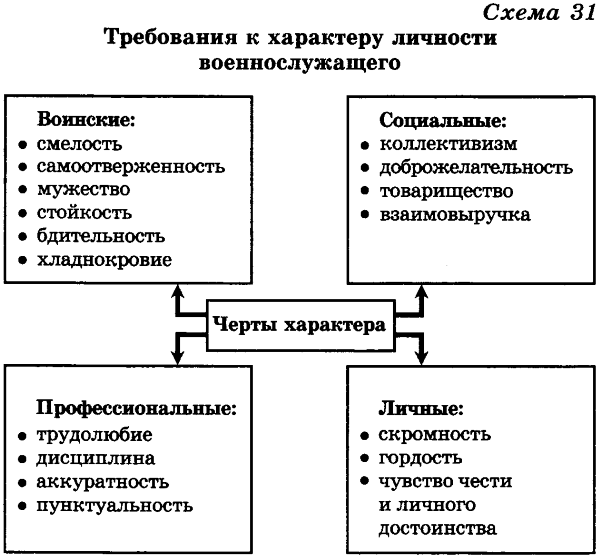 Схема 31
Требования к характеру личности
военнослужащего
Воинские:
• смелость
• самоотверженность
• мужество
• стойкость
• бдительность
• хладнокровие
Социальные:
• коллективизм
• доброжелательность
• товарищество
• взаимовыручка
Черты характера
Профессиональные:
• трудолюбие
• дисциплина
• аккуратность
• пунктуальность
Личные:
• скромность
• гордость
• чувство чести
и личного
достоинства